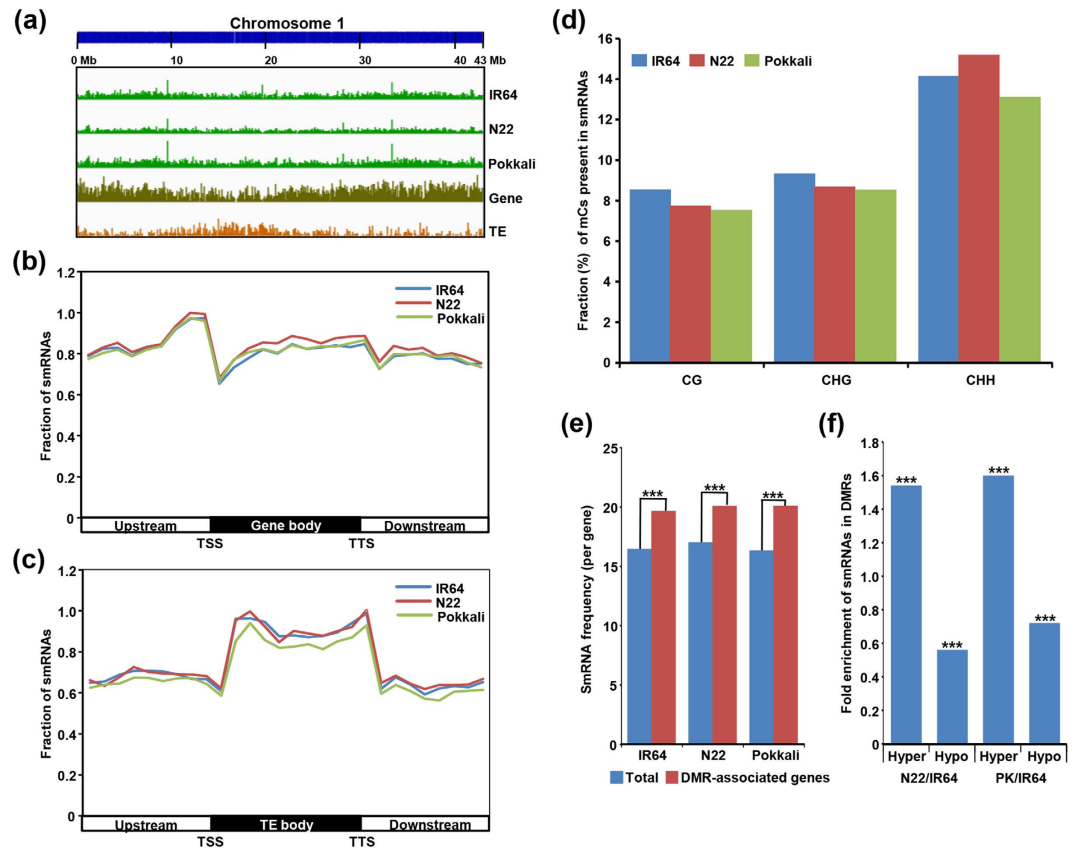 (a)
Chromosome 1
0 Mb 10 20 30 40 43 Mb
IR64
N22
Pokkali
Gene
TE
(b)
Fraction of smRNAs
1.2
1.0
0.8
0.6
0.4
0.2
0
IR64
N22
Pokkali
Upstream Gene body Downstream
TSS TTS
(c)
Fraction of smRNAs
1.2
1.0
0.8
0.6
0.4
0.2
0
IR64
N22
Pokkali
Upstream TE body Downstream
TSS TTS
(d)
Fraction (%) of mCs present in smRNAs
16
14
12
10
8
6
4
2
0
IR64 N22 Pokkali
CG CHG CHH
(e)
SmRNA frequency (per gene)
25
20
15
10
5
0
*** *** ***
IR64 N22 Pokkali
Total DMR-associated genes
(f)
Fold enrichment of smRNAs in DMRs
1.8
1.6
1.4
1.2
1.0
0.8
0.6
0.4
0.2
0
*** *** *** ***
Hyper Hypo Hyper Hypo
N22/IR64 PK/IR64